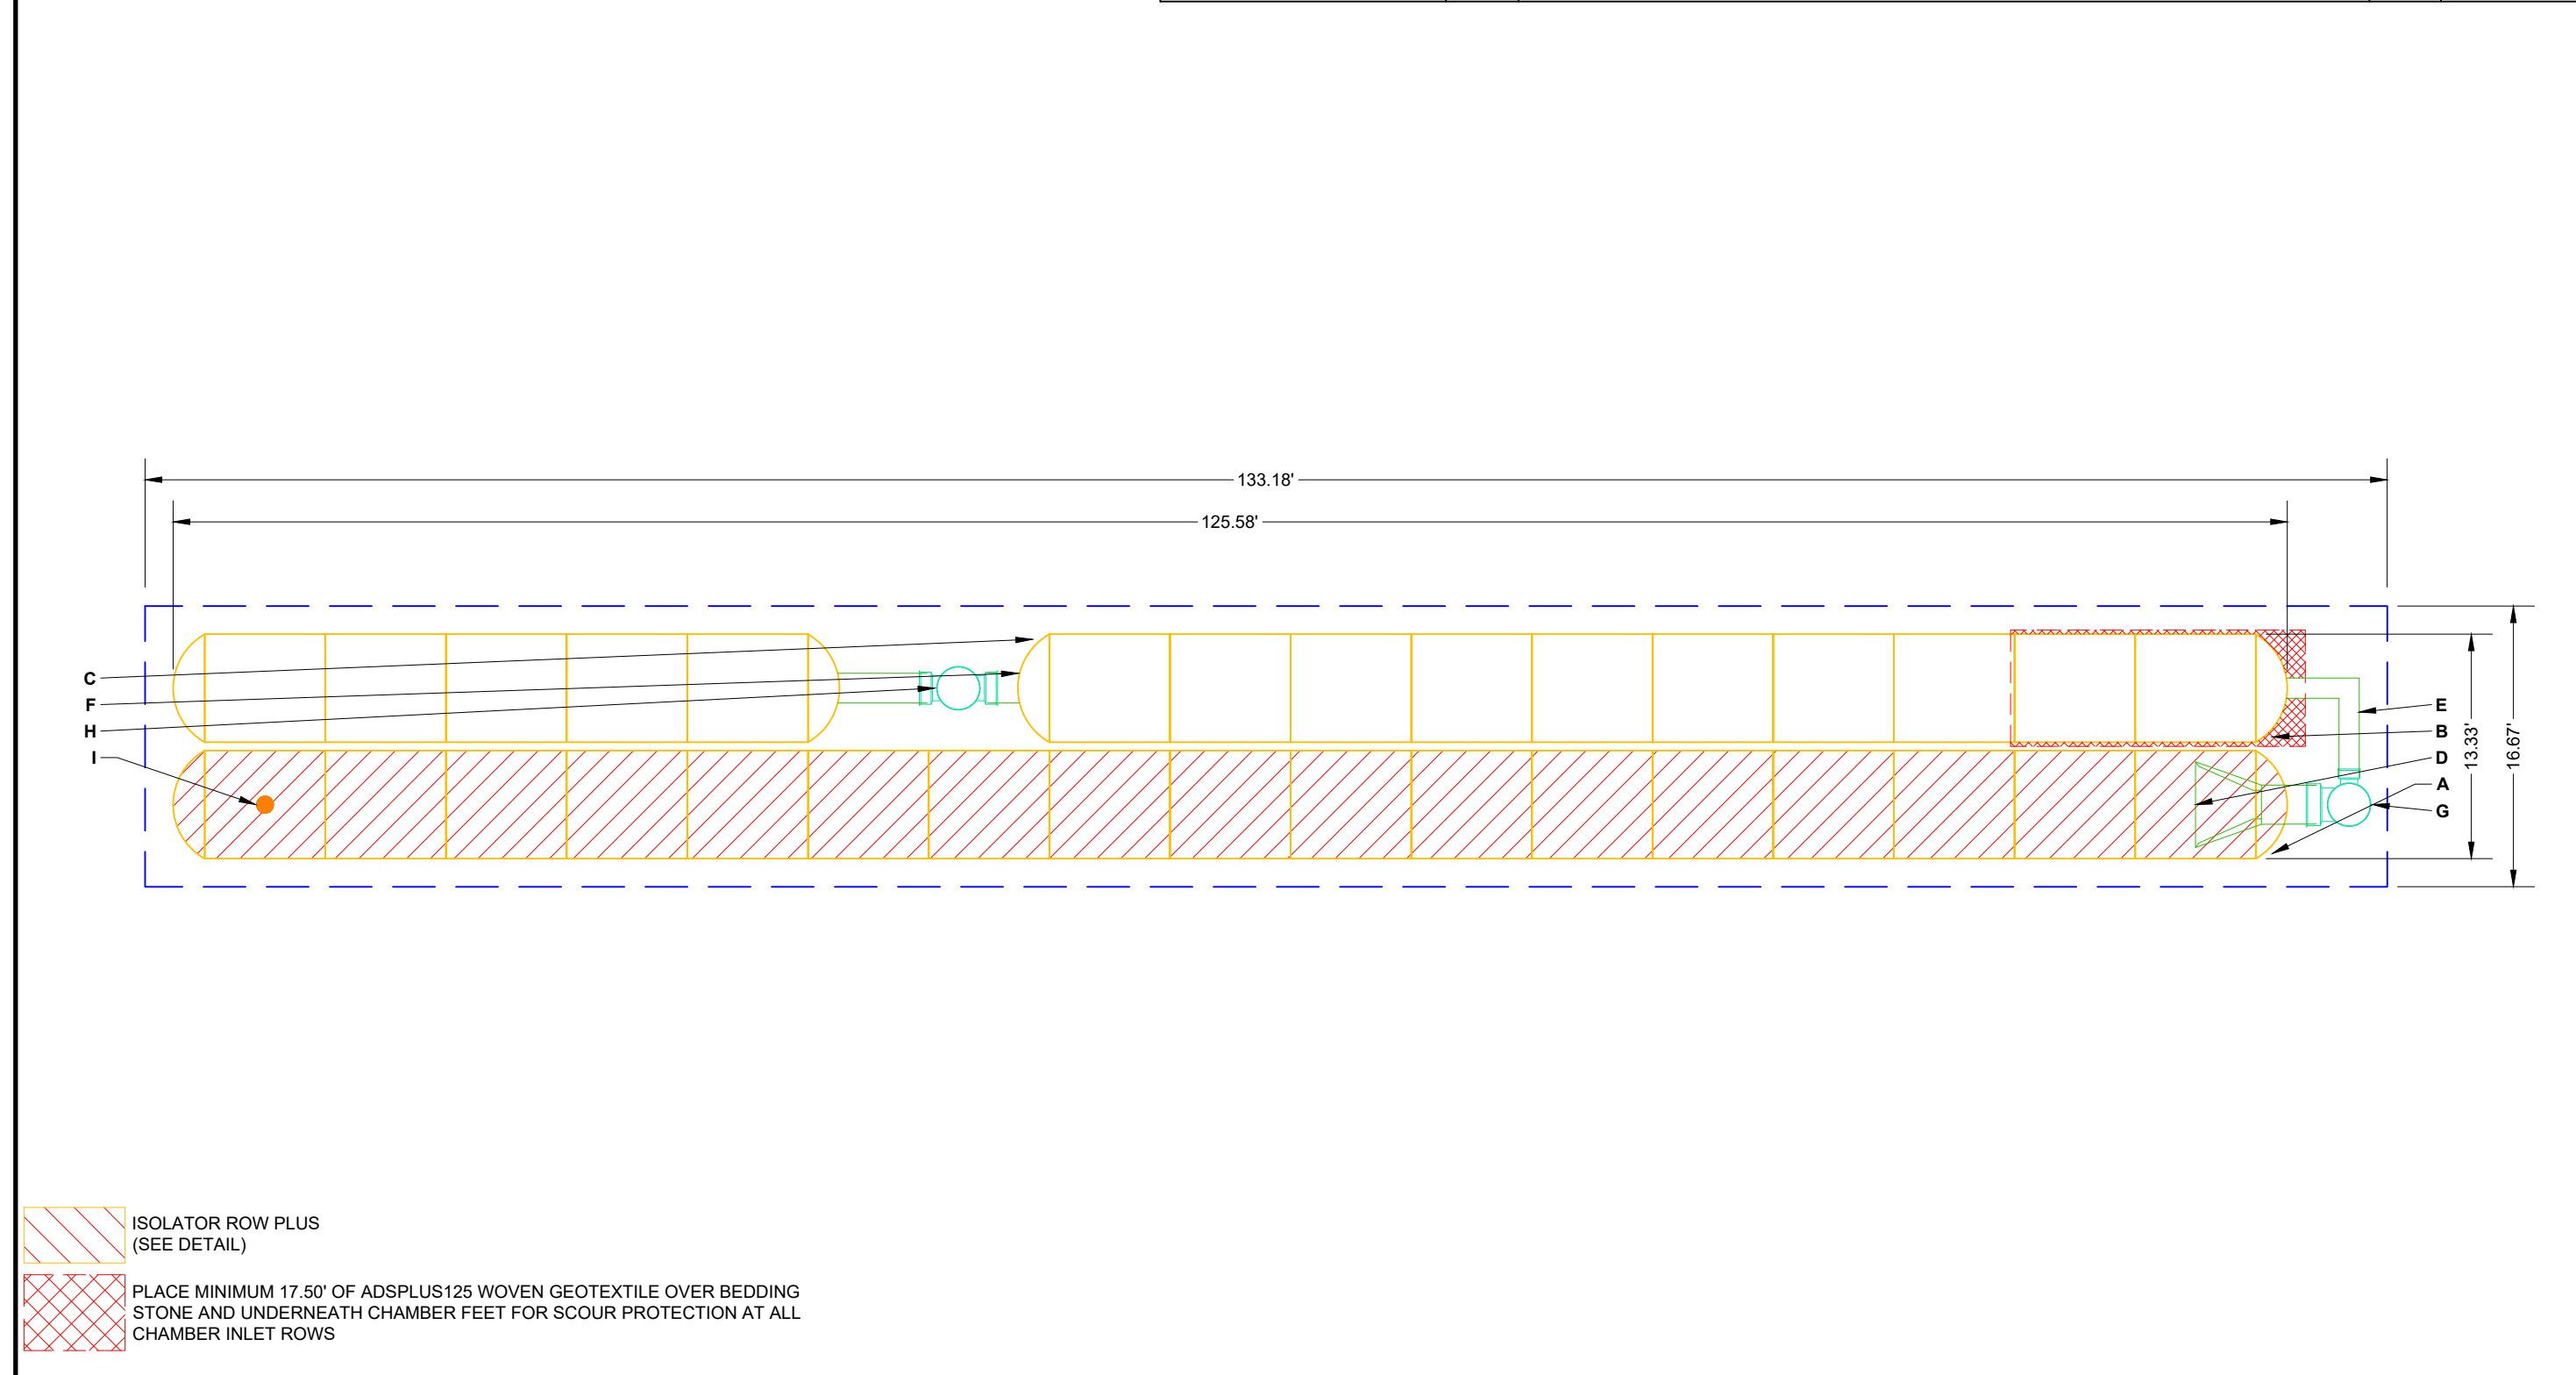 133.18'
125.58'
C
F
H
I
E
B
D
A
G
13.33'
16.67'
ISOLATOR ROW PLUS
(SEE DETAIL)
PLACE MINIMUM 17.50' OF ADSPLUS125 WOVEN GEOTEXTILE OVER BEDDING
STONE AND UNDERNEATH CHAMBER FEET FOR SCOUR PROTECTION AT ALL
CHAMBER INLET ROWS